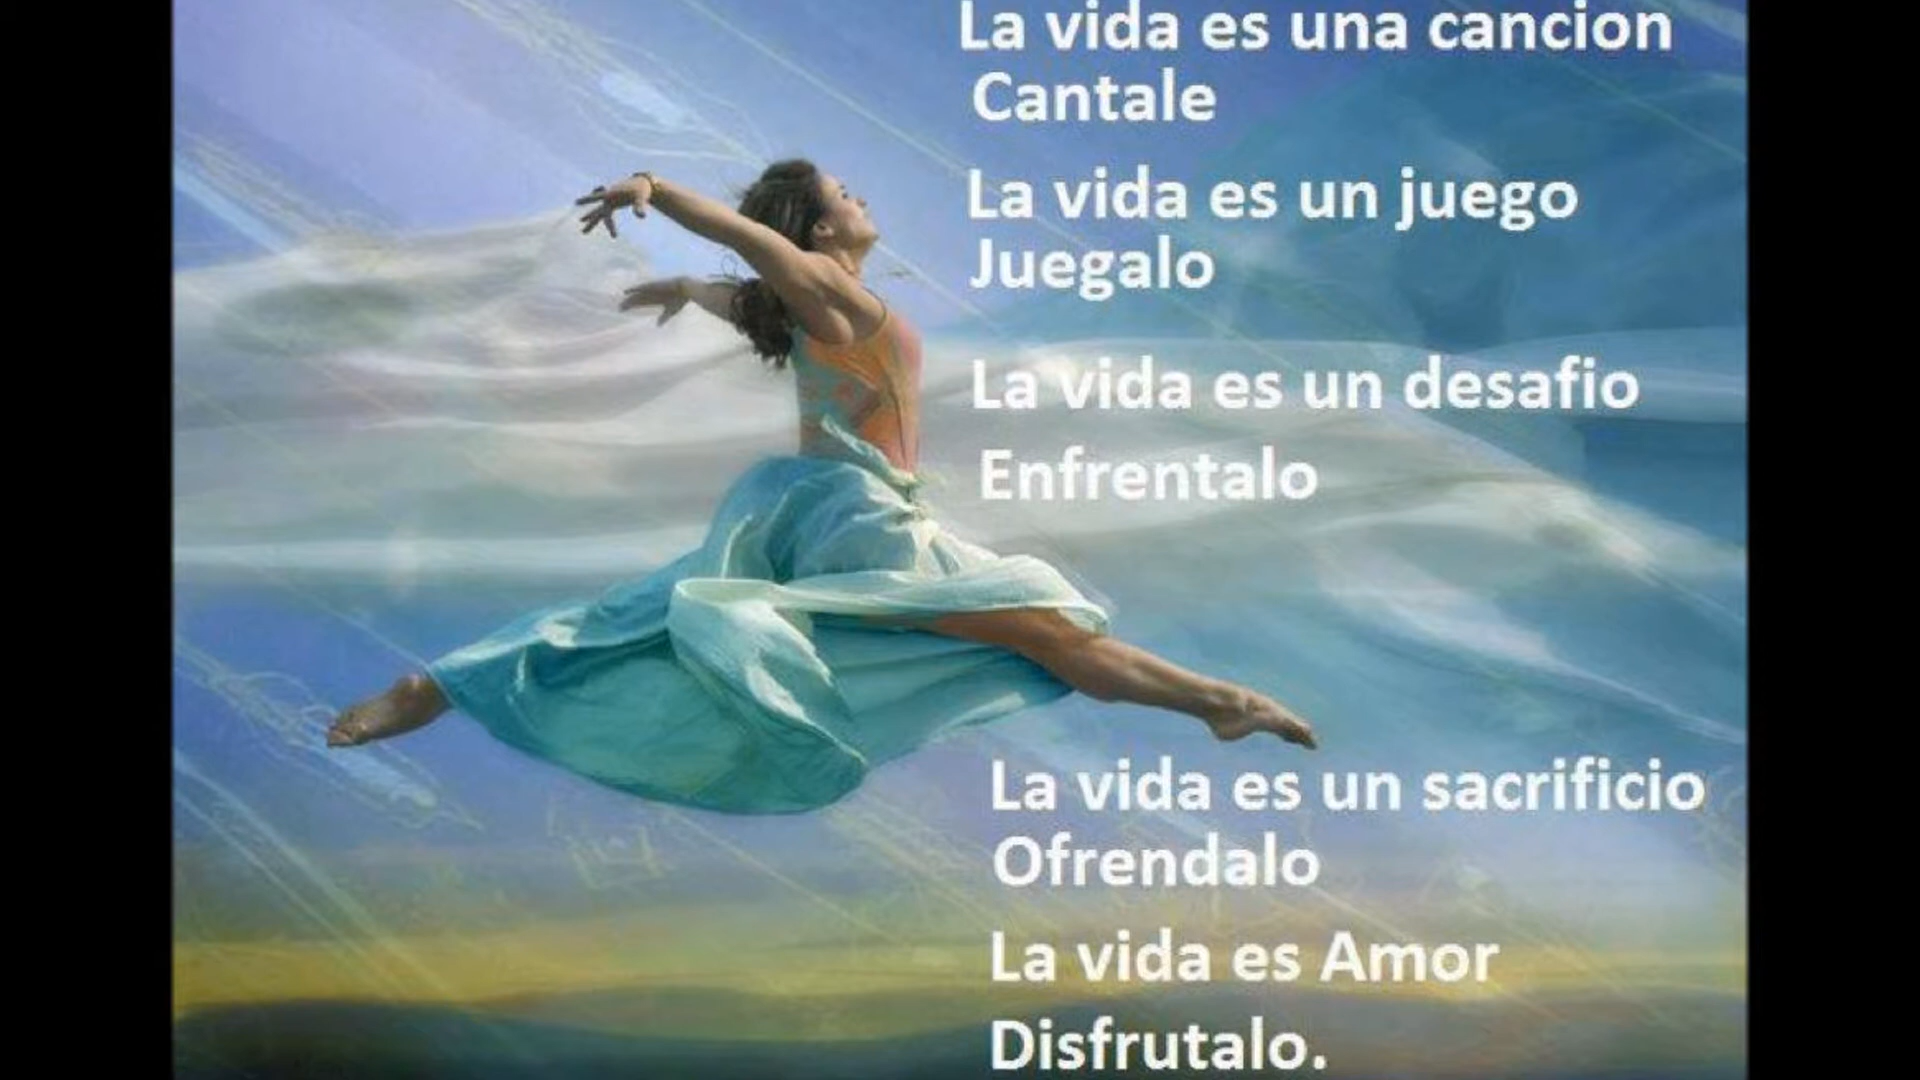 La vida es una cancion
Cantale
La vida es un juego
Juegalo
La vida es un desafio
Enfrentalo
La vida es un sacrificio
Ofrendalo
La vida es Amor
Disfrutalo.